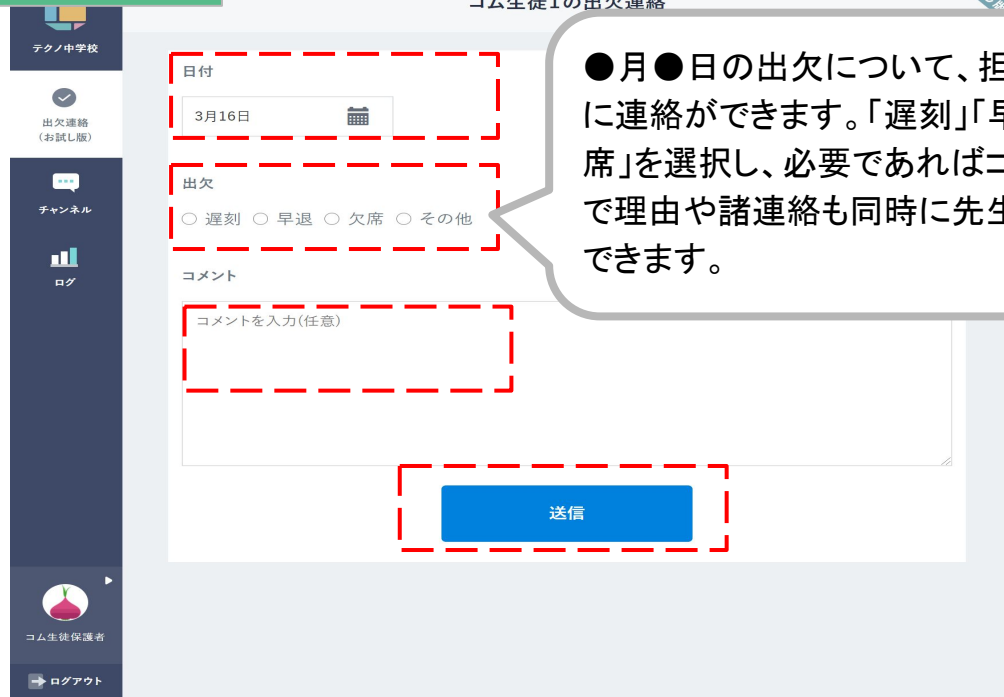 コム生徒1の出欠連絡
テクノ中学校
出欠連絡
(お試し版)
チャンネル
ログ
コム生徒保護者
ログアウト
日付
3月16日
出欠
遅刻 早退 欠席 その他
コメント
コメントを入力(任意)
送信
●月●日の出欠について、担
に連絡ができます。「遅刻」「早
席」を選択し、必要であればコ
で理由や諸連絡も同時に先生
できます。